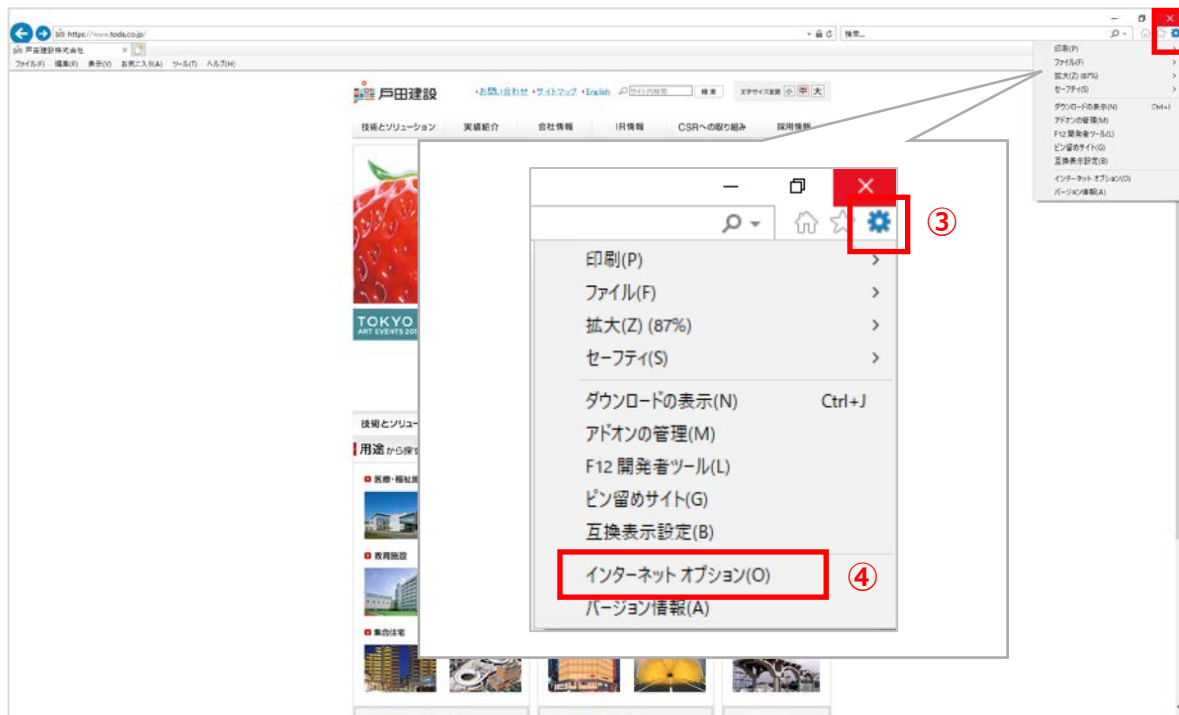 https://www.toda.co.jp/
検索...
戸田建設株式会社
ファイル(F) 編集(E) 表示(V) お気に入り(A) ツール(T) ヘルプ(H)
印刷(P)
ファイル(F)
拡大(Z) (87%)
セーフティ(S)
ダウンロードの表示(N) Ctrl+J
アドオンの管理(M)
F12 開発者ツール(L)
ピン留めサイト(G)
互換表示設定(B)
インターネット オプション(O)
バージョン情報(A)
戸田建設
・お問い合わせ ・サイトマップ ・English サイト内検索 検索 文字サイズ変更 小 中 大
技術とソリューション 実績紹介 会社情報 IR情報 CSRへの取り組み 採用情報
TOKYO
ART EVENTS 201
技術とソリュー
用途から探す
医療・福祉施
教育施設
集合住宅
③
印刷(P)
ファイル(F)
拡大(Z) (87%)
セーフティ(S)
ダウンロードの表示(N) Ctrl+J
アドオンの管理(M)
F12 開発者ツール(L)
ピン留めサイト(G)
互換表示設定(B)
インターネット オプション(O) ④
バージョン情報(A)